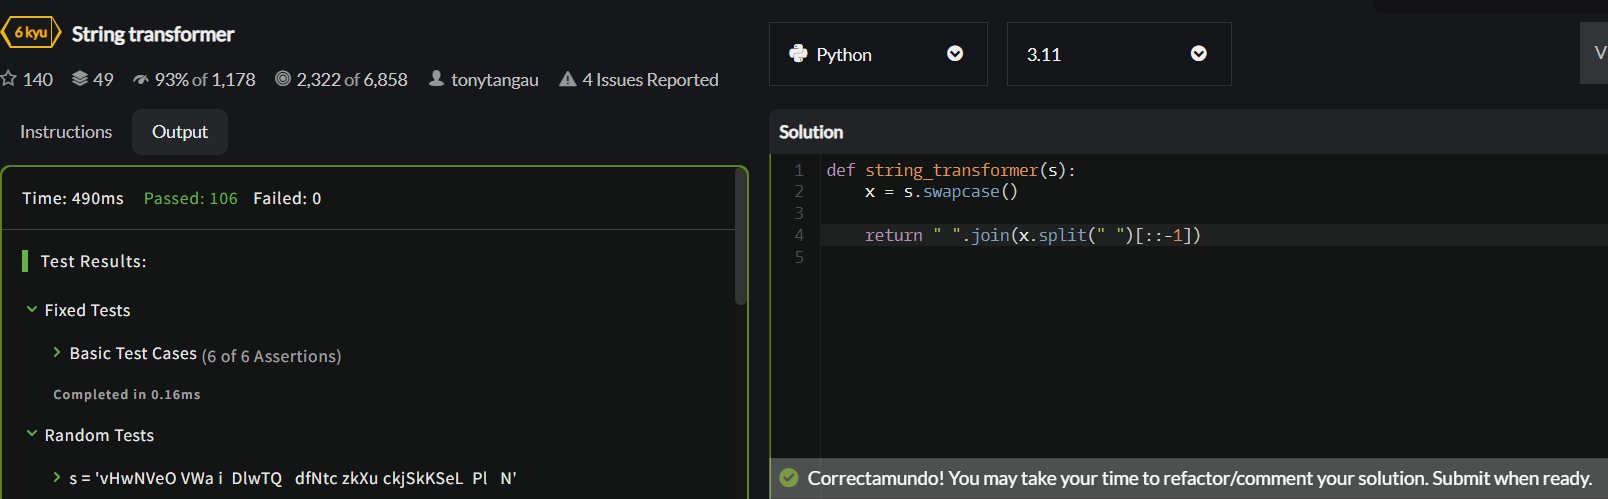 6 kyu String transformer
140 49 93% of 1,178 2,322 of 6,858 tonytangau 4 Issues Reported
Instructions Output
Time: 490ms Passed: 106 Failed: 0
Test Results:
Fixed Tests
Basic Test Cases (6 of 6 Assertions)
Completed in 0.16ms
Random Tests
s = 'vHwNVeO VWa i  DlwTQ   dfNtc zkXu ckjSkKSeL  Pl   N'
Python 3.11 V
Solution
1 def string_transformer(s):
2     x = s.swapcase()
3
4     return " ".join(x.split(" ")[::-1])
5
Correctamundo! You may take your time to refactor/comment your solution. Submit when ready.